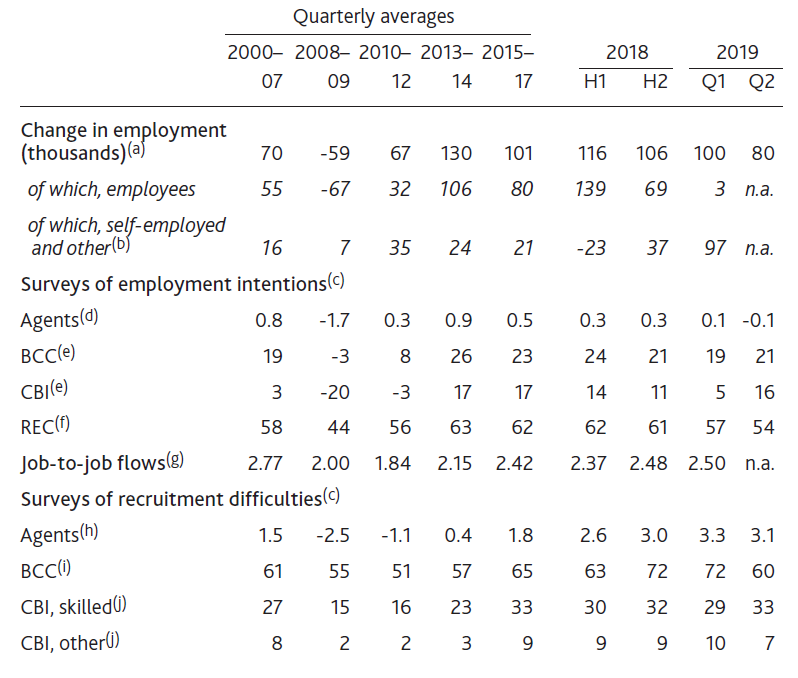 Quarterly averages
2000– 2008– 2010– 2013– 2015– 2018 2019
07 09 12 14 17 H1 H2 Q1 Q2
Change in employment
(thousands)(a) 70 -59 67 130 101 116 106 100 80
of which, employees 55 -67 32 106 80 139 69 3 n.a.
of which, self-employed
and other(b) 16 7 35 24 21 -23 37 97 n.a.
Surveys of employment intentions(c)
Agents(d) 0.8 -1.7 0.3 0.9 0.5 0.3 0.3 0.1 -0.1
BCC(e) 19 -3 8 26 23 24 21 19 21
CBI(e) 3 -20 -3 17 17 14 11 5 16
REC(f) 58 44 56 63 62 62 61 57 54
Job-to-job flows(g) 2.77 2.00 1.84 2.15 2.42 2.37 2.48 2.50 n.a.
Surveys of recruitment difficulties(c)
Agents(h) 1.5 -2.5 -1.1 0.4 1.8 2.6 3.0 3.3 3.1
BCC(i) 61 55 51 57 65 63 72 72 60
CBI, skilled(j) 27 15 16 23 33 30 32 29 33
CBI, other(j) 8 2 2 3 9 9 9 10 7